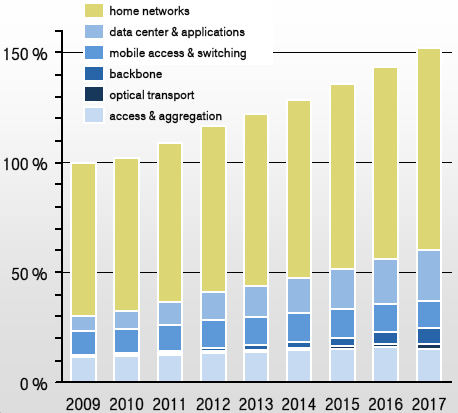 home networks
data center & applications
mobile access & switching
backbone
optical transport
access & aggregation
150 %
100 %
50 %
0 %
2009 2010 2011 2012 2013 2014 2015 2016 2017